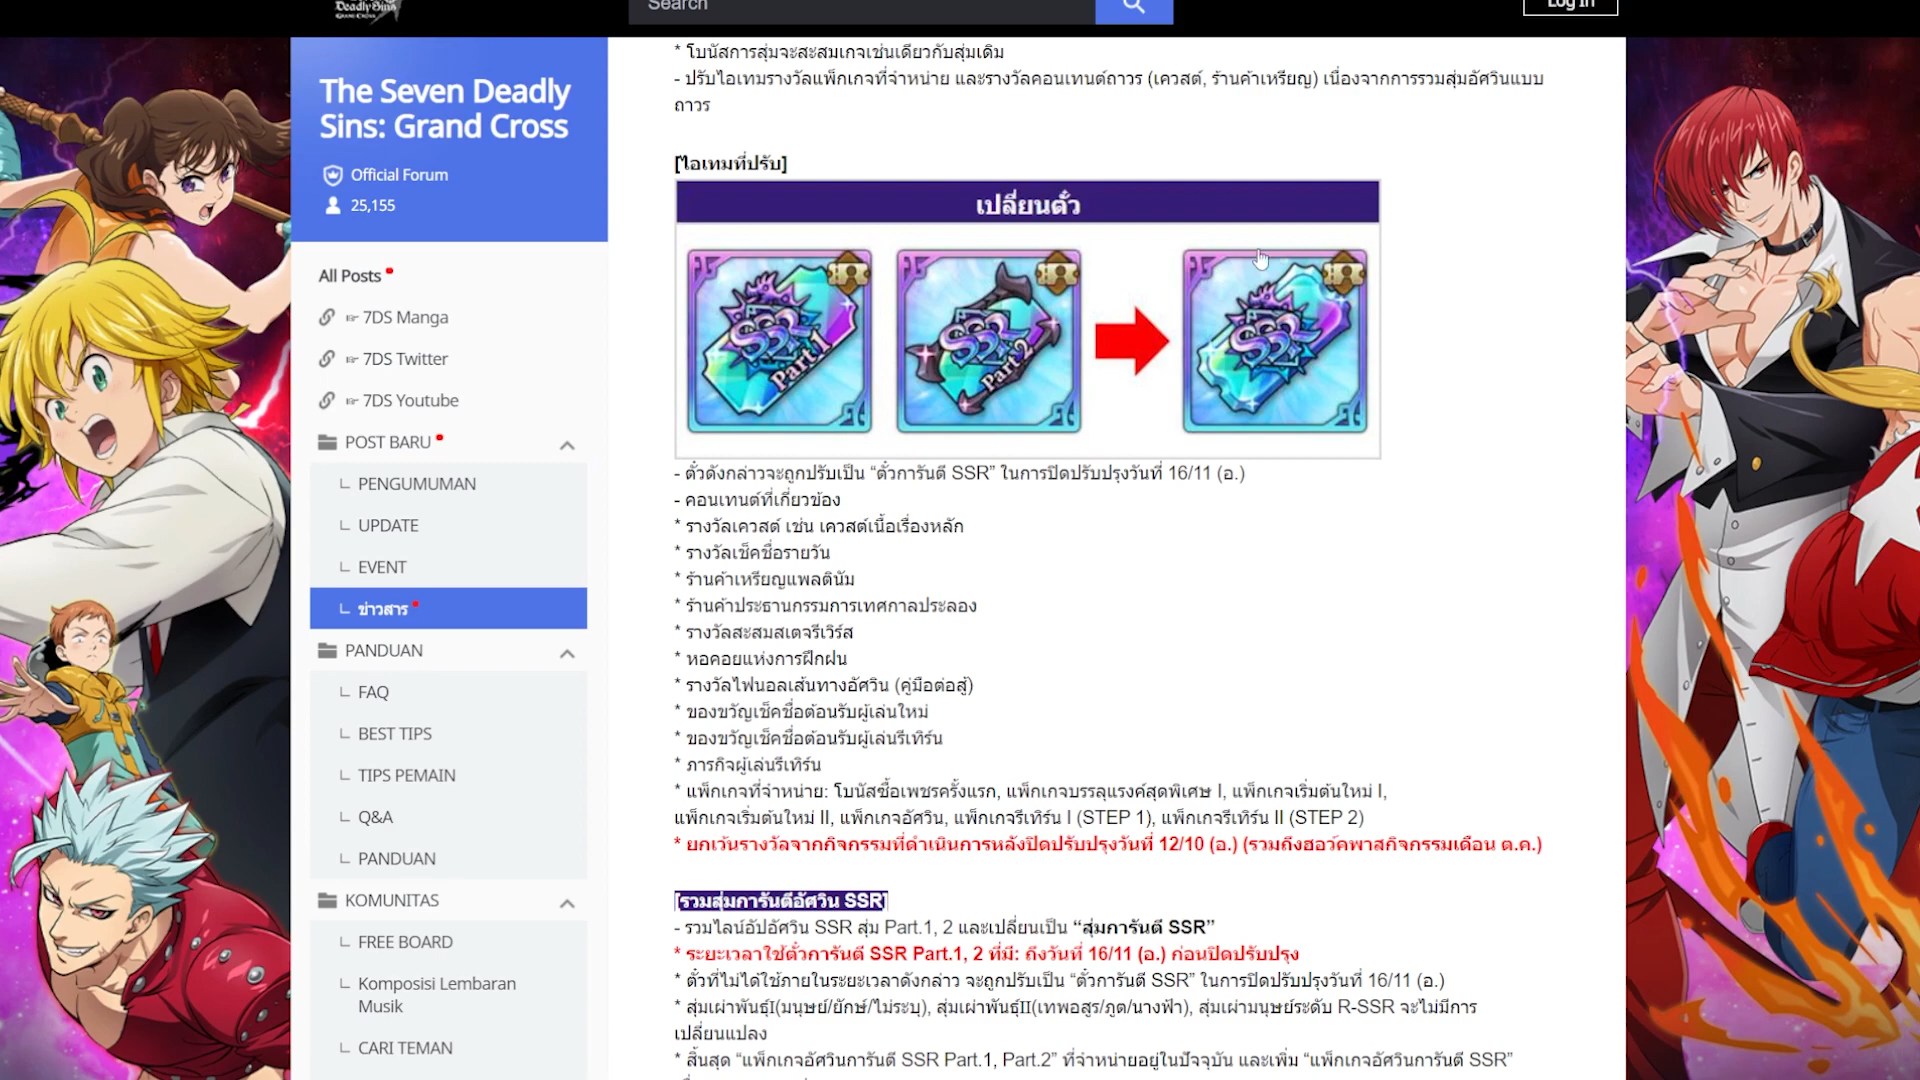 Deadly Sins
GRAND CROSS
Search
Log in
The Seven Deadly
Sins: Grand Cross
Official Forum
25,155
All Posts
☞ 7DS Manga
☞ 7DS Twitter
☞ 7DS Youtube
POST BARU
PENGUMUMAN
UPDATE
EVENT
ข่าวสาร
PANDUAN
FAQ
BEST TIPS
TIPS PEMAIN
Q&A
PANDUAN
KOMUNITAS
FREE BOARD
Komposisi Lembaran
Musik
CARI TEMAN
* โบนัสการสุ่มจะสะสมเกจเช่นเดียวกับสุ่มเดิม
- ปรับไอเทมรางวัลแพ็กเกจที่จำหน่าย และรางวัลคอนเทนต์ถาวร (เควสต์, ร้านค้าเหรียญ) เนื่องจากการรวมสุ่มอัศวินแบบ
ถาวร
[ไอเทมที่ปรับ]
เปลี่ยนตั๋ว
SSR Part.1
SSR Part.2
SSR
- ตั๋วดังกล่าวจะถูกปรับเป็น “ตั๋วการันตี SSR” ในการปิดปรับปรุงวันที่ 16/11 (อ.)
- คอนเทนต์ที่เกี่ยวข้อง
* รางวัลเควสต์ เช่น เควสต์เนื้อเรื่องหลัก
* รางวัลเช็คชื่อรายวัน
* ร้านค้าเหรียญแพลตินัม
* ร้านค้าประธานกรรมการเทศกาลประลอง
* รางวัลสะสมสเตจรีเวิร์ส
* หอคอยแห่งการฝึกฝน
* รางวัลไฟนอลเส้นทางอัศวิน (คู่มือต่อสู้)
* ของขวัญเช็คชื่อต้อนรับผู้เล่นใหม่
* ของขวัญเช็คชื่อต้อนรับผู้เล่นรีเทิร์น
* ภารกิจผู้เล่นรีเทิร์น
* แพ็กเกจที่จำหน่าย: โบนัสซื้อเพชรครั้งแรก, แพ็กเกจบรรลุแรงค์สุดพิเศษ I, แพ็กเกจเริ่มต้นใหม่ I,
แพ็กเกจเริ่มต้นใหม่ II, แพ็กเกจอัศวิน, แพ็กเกจรีเทิร์น I (STEP 1), แพ็กเกจรีเทิร์น II (STEP 2)
* ยกเว้นรางวัลจากกิจกรรมที่ดำเนินการหลังปิดปรับปรุงวันที่ 12/10 (อ.) (รวมถึงฮอว์คพาสกิจกรรมเดือน ต.ค.)
[รวมสุ่มการันตีอัศวิน SSR]
- รวมไลน์อัปอัศวิน SSR สุ่ม Part.1, 2 และเปลี่ยนเป็น “สุ่มการันตี SSR”
* ระยะเวลาใช้ตั๋วการันตี SSR Part.1, 2 ที่มี: ถึงวันที่ 16/11 (อ.) ก่อนปิดปรับปรุง
* ตั๋วที่ไม่ได้ใช้ภายในระยะเวลาดังกล่าว จะถูกปรับเป็น “ตั๋วการันตี SSR” ในการปิดปรับปรุงวันที่ 16/11 (อ.)
* สุ่มเผ่าพันธุ์I(มนุษย์/ยักษ์/ไม่ระบุ), สุ่มเผ่าพันธุ์II(เทพอสูร/ภูต/นางฟ้า), สุ่มเผ่ามนุษย์ระดับ R-SSR จะไม่มีการ
เปลี่ยนแปลง
* สิ้นสุด “แพ็กเกจอัศวินการันตี SSR Part.1, Part.2” ที่จำหน่ายอยู่ในปัจจุบัน และเพิ่ม “แพ็กเกจอัศวินการันตี SSR”